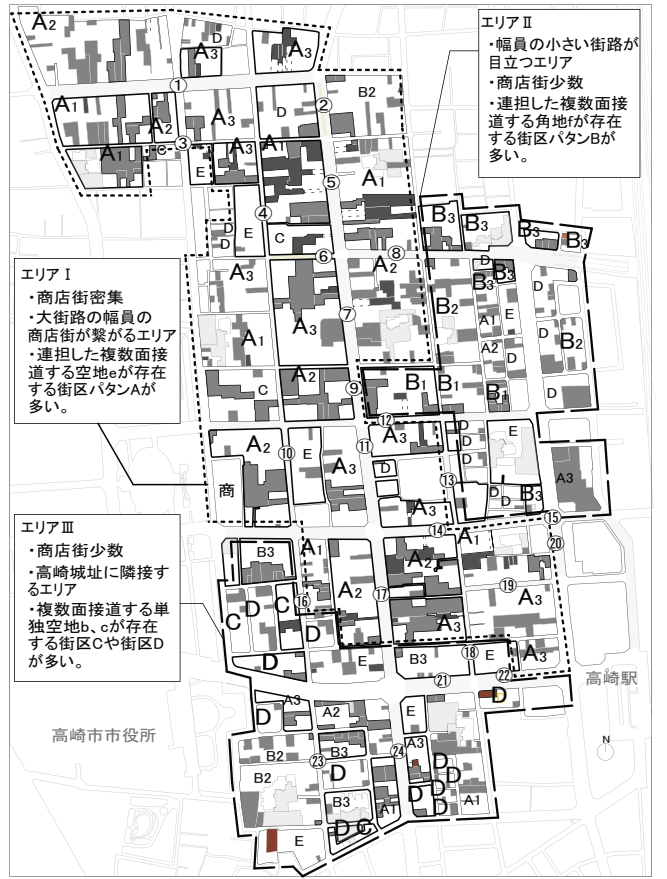 エリアⅡ
・幅員の小さい街路が
目立つエリア
・商店街少数
・連担した複数面接
道する角地fが存在
する街区パタンBが
多い。
エリアⅠ
・商店街密集
・大街路の幅員の
商店街が繋がるエリア
・連担した複数面接
道する空地eが存在
する街区パタンAが
多い。
エリアⅢ
・商店街少数
・高崎城址に隣接す
るエリア
・複数面接道する単
独空地b、cが存在
する街区Cや街区D
が多い。
A2
D
A3
A3
①
A1
A2
A3
D
②
B2
③
A1
C
E
A3
A1
⑤
④
E
D
D
C
⑥
A2
⑧
B3
B3
B3
B3
A3
A1
A3
⑦
B2
D
B3
B3
D
A1
E
A2
D
B2
C
A2
⑨
B1
B1
B1
D
D
⑫
A2
⑩
E
A3
⑪
A3
D
D
D
D
E
商
⑬
D
D
B3
A3
A3
⑭
⑮
⑳
B3
A1
A2
A2
A1
⑲
A3
C
D
C
⑯
D
⑰
A3
D
E
B3
⑱
E
A3
㉑
㉒
D
高崎駅
A3
D
A2
E
高崎市市役所
B2
B3
㉓
㉔
A3
D
D
D
D
D
D
B2
B3
A1
A1
D
C
E
N